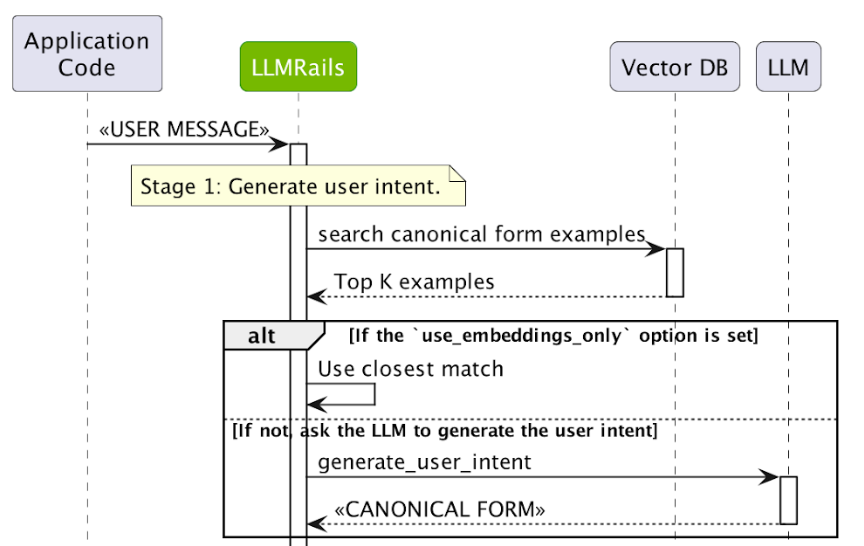 Application
Code
LLMRails
Vector DB
LLM
«USER MESSAGE»
Stage 1: Generate user intent.
search canonical form examples
Top K examples
alt
[If the `use_embeddings_only` option is set]
Use closest match
[If not, ask the LLM to generate the user intent]
generate_user_intent
«CANONICAL FORM»